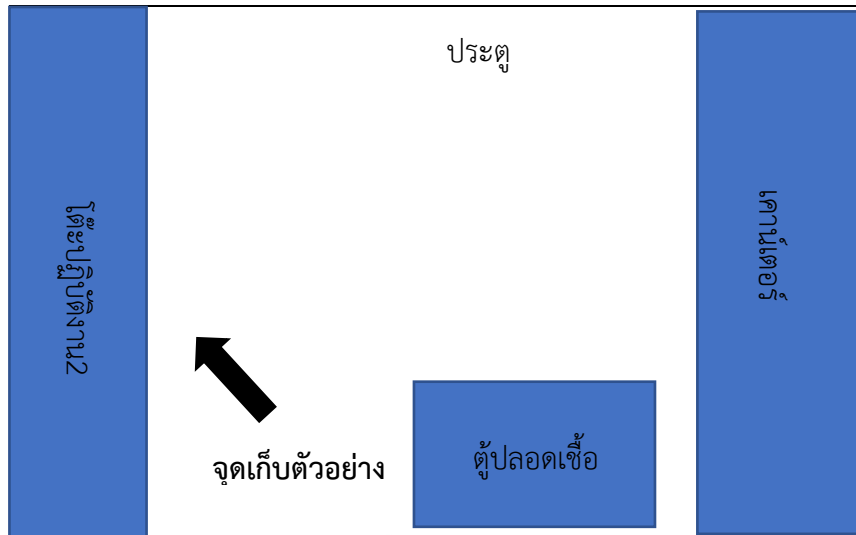 ประตู
โต๊ะปฏิบัติงาน2
เคาน์เตอร์
จุดเก็บตัวอย่าง
ตู้ปลอดเชื้อ